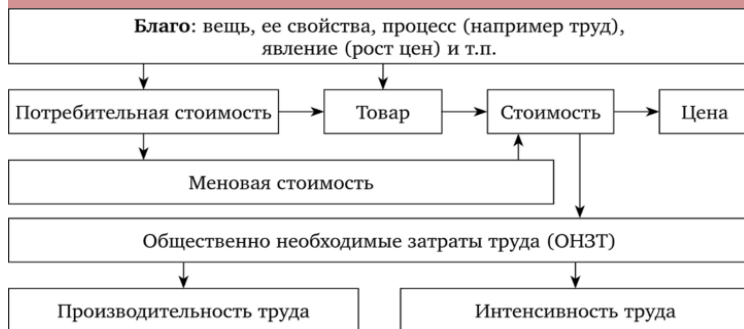 Благо: вещь, ее свойства, процесс (например труд),
явление (рост цен) и т.п.
Потребительная стоимость
Товар
Стоимость
Цена
Меновая стоимость
Общественно необходимые затраты труда (ОНЗТ)
Производительность труда
Интенсивность труда